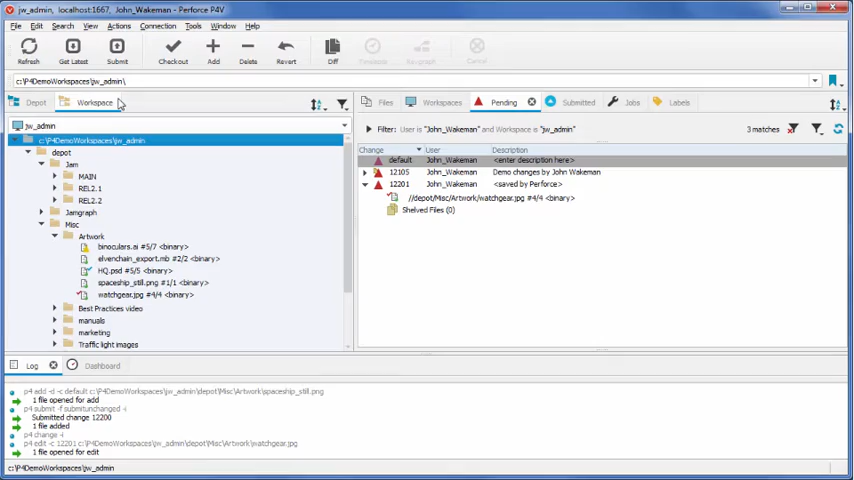 jw_admin, localhost:1667, John_Wakeman - Perforce P4V
File Edit Search View Actions Connection Tools Window Help
Refresh Get Latest Submit Checkout Add Delete Revert Diff Timelapse Revgraph Cancel
c:\P4DemoWorkspaces\jw_admin\
Depot Workspace
Files Workspaces Pending Submitted Jobs Labels
jw_admin
Filter: User is "John_Wakeman" and Workspace is "jw_admin" 3 matches
c:\P4DemoWorkspaces\jw_admin
depot
Jam
MAIN
REL2.1
REL2.2
Jamgraph
Misc
Artwork
binoculars.ai #5/7 <binary>
elvenchain_export.mb #2/2 <binary>
HQ.psd #5/5 <binary>
spaceship_still.png #1/1 <binary>
watchgear.jpg #4/4 <binary>
Best Practices video
manuals
marketing
Traffic light images
Change User Description
default John_Wakeman <enter description here>
12105 John_Wakeman Demo changes by John Wakeman
12201 John_Wakeman <saved by Perforce>
//depot/Misc/Artwork/watchgear.jpg #4/4 <binary>
Shelved Files (0)
Log Dashboard
p4 add -d -c default c:\P4DemoWorkspaces\jw_admin\depot\Misc\Artwork\spaceship_still.png
1 file opened for add
p4 submit -f submitunchanged -i
Submitted change 12200
1 file added
p4 change -i
p4 edit -c 12201 c:\P4DemoWorkspaces\jw_admin\depot\Misc\Artwork\watchgear.jpg
1 file opened for edit
c:\P4DemoWorkspaces\jw_admin